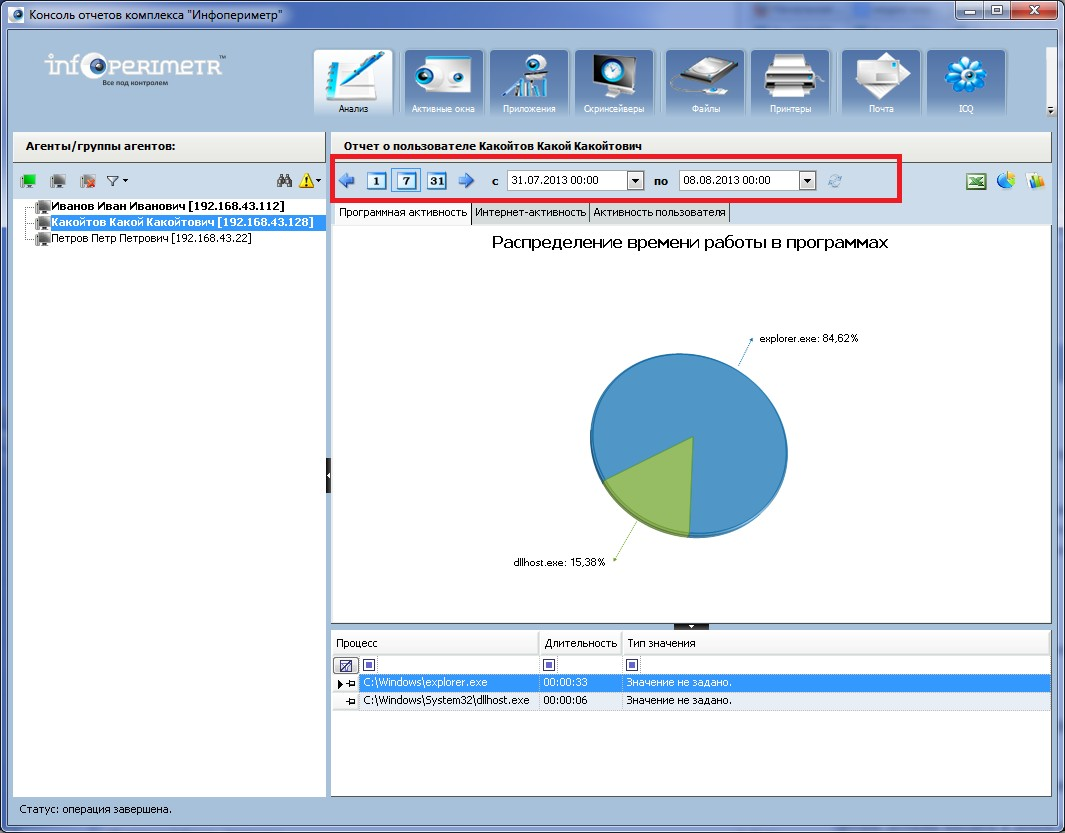 Консоль отчетов комплекса "Инфопериметр"
infOPERIMETR™
Все под контролем
Анализ
Активные окна
Приложения
Скринсейверы
Файлы
Принтеры
Почта
ICQ
Агенты/группы агентов:
Отчет о пользователе Какойтов Какой Какойтович
1 7 31 с 31.07.2013 00:00 по 08.08.2013 00:00
Иванов Иван Иванович [192.168.43.112]
Какойтов Какой Какойтович [192.168.43.128]
Петров Петр Петрович [192.168.43.22]
Программная активность Интернет-активность Активность пользователя
Распределение времени работы в программах
explorer.exe: 84,62%
dllhost.exe: 15,38%
Процесс Длительность Тип значения
C:\Windows\explorer.exe 00:00:33 Значение не задано.
C:\Windows\System32\dllhost.exe 00:00:06 Значение не задано.
Статус: операция завершена.